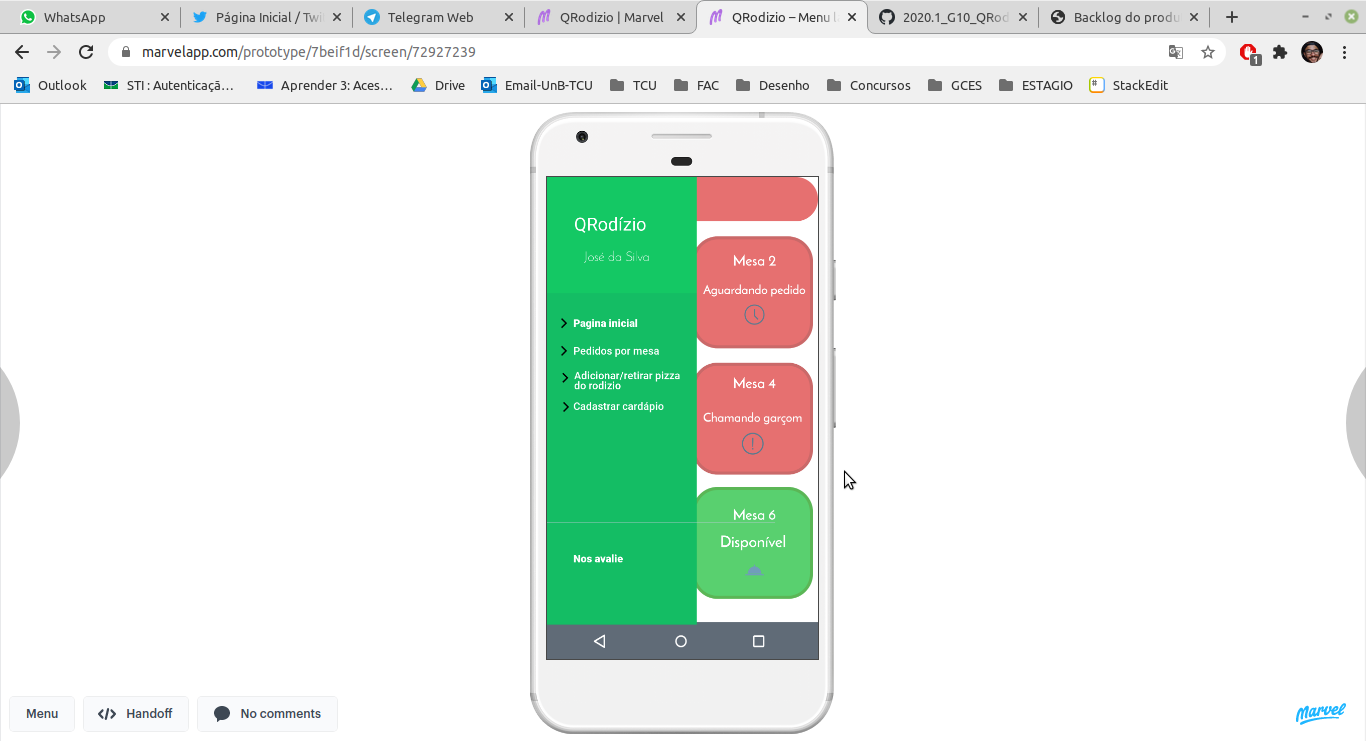 WhatsApp
Página Inicial / Twi
Telegram Web
QRodizio | Marvel
QRodizio – Menu l
2020.1_G10_QRod
Backlog do produ
marvelapp.com/prototype/7beif1d/screen/72927239
1
Outlook
STI : Autenticaçã…
Aprender 3: Aces…
Drive
Email-UnB-TCU
TCU
FAC
Desenho
Concursos
GCES
ESTAGIO
StackEdit
QRodízio
José da Silva
Pagina inicial
Pedidos por mesa
Adicionar/retirar pizza
do rodizio
Cadastrar cardápio
Nos avalie
Mesa 2
Aguardando pedido
Mesa 4
Chamando garçom
Mesa 6
Disponível
Menu
Handoff
No comments
Marvel